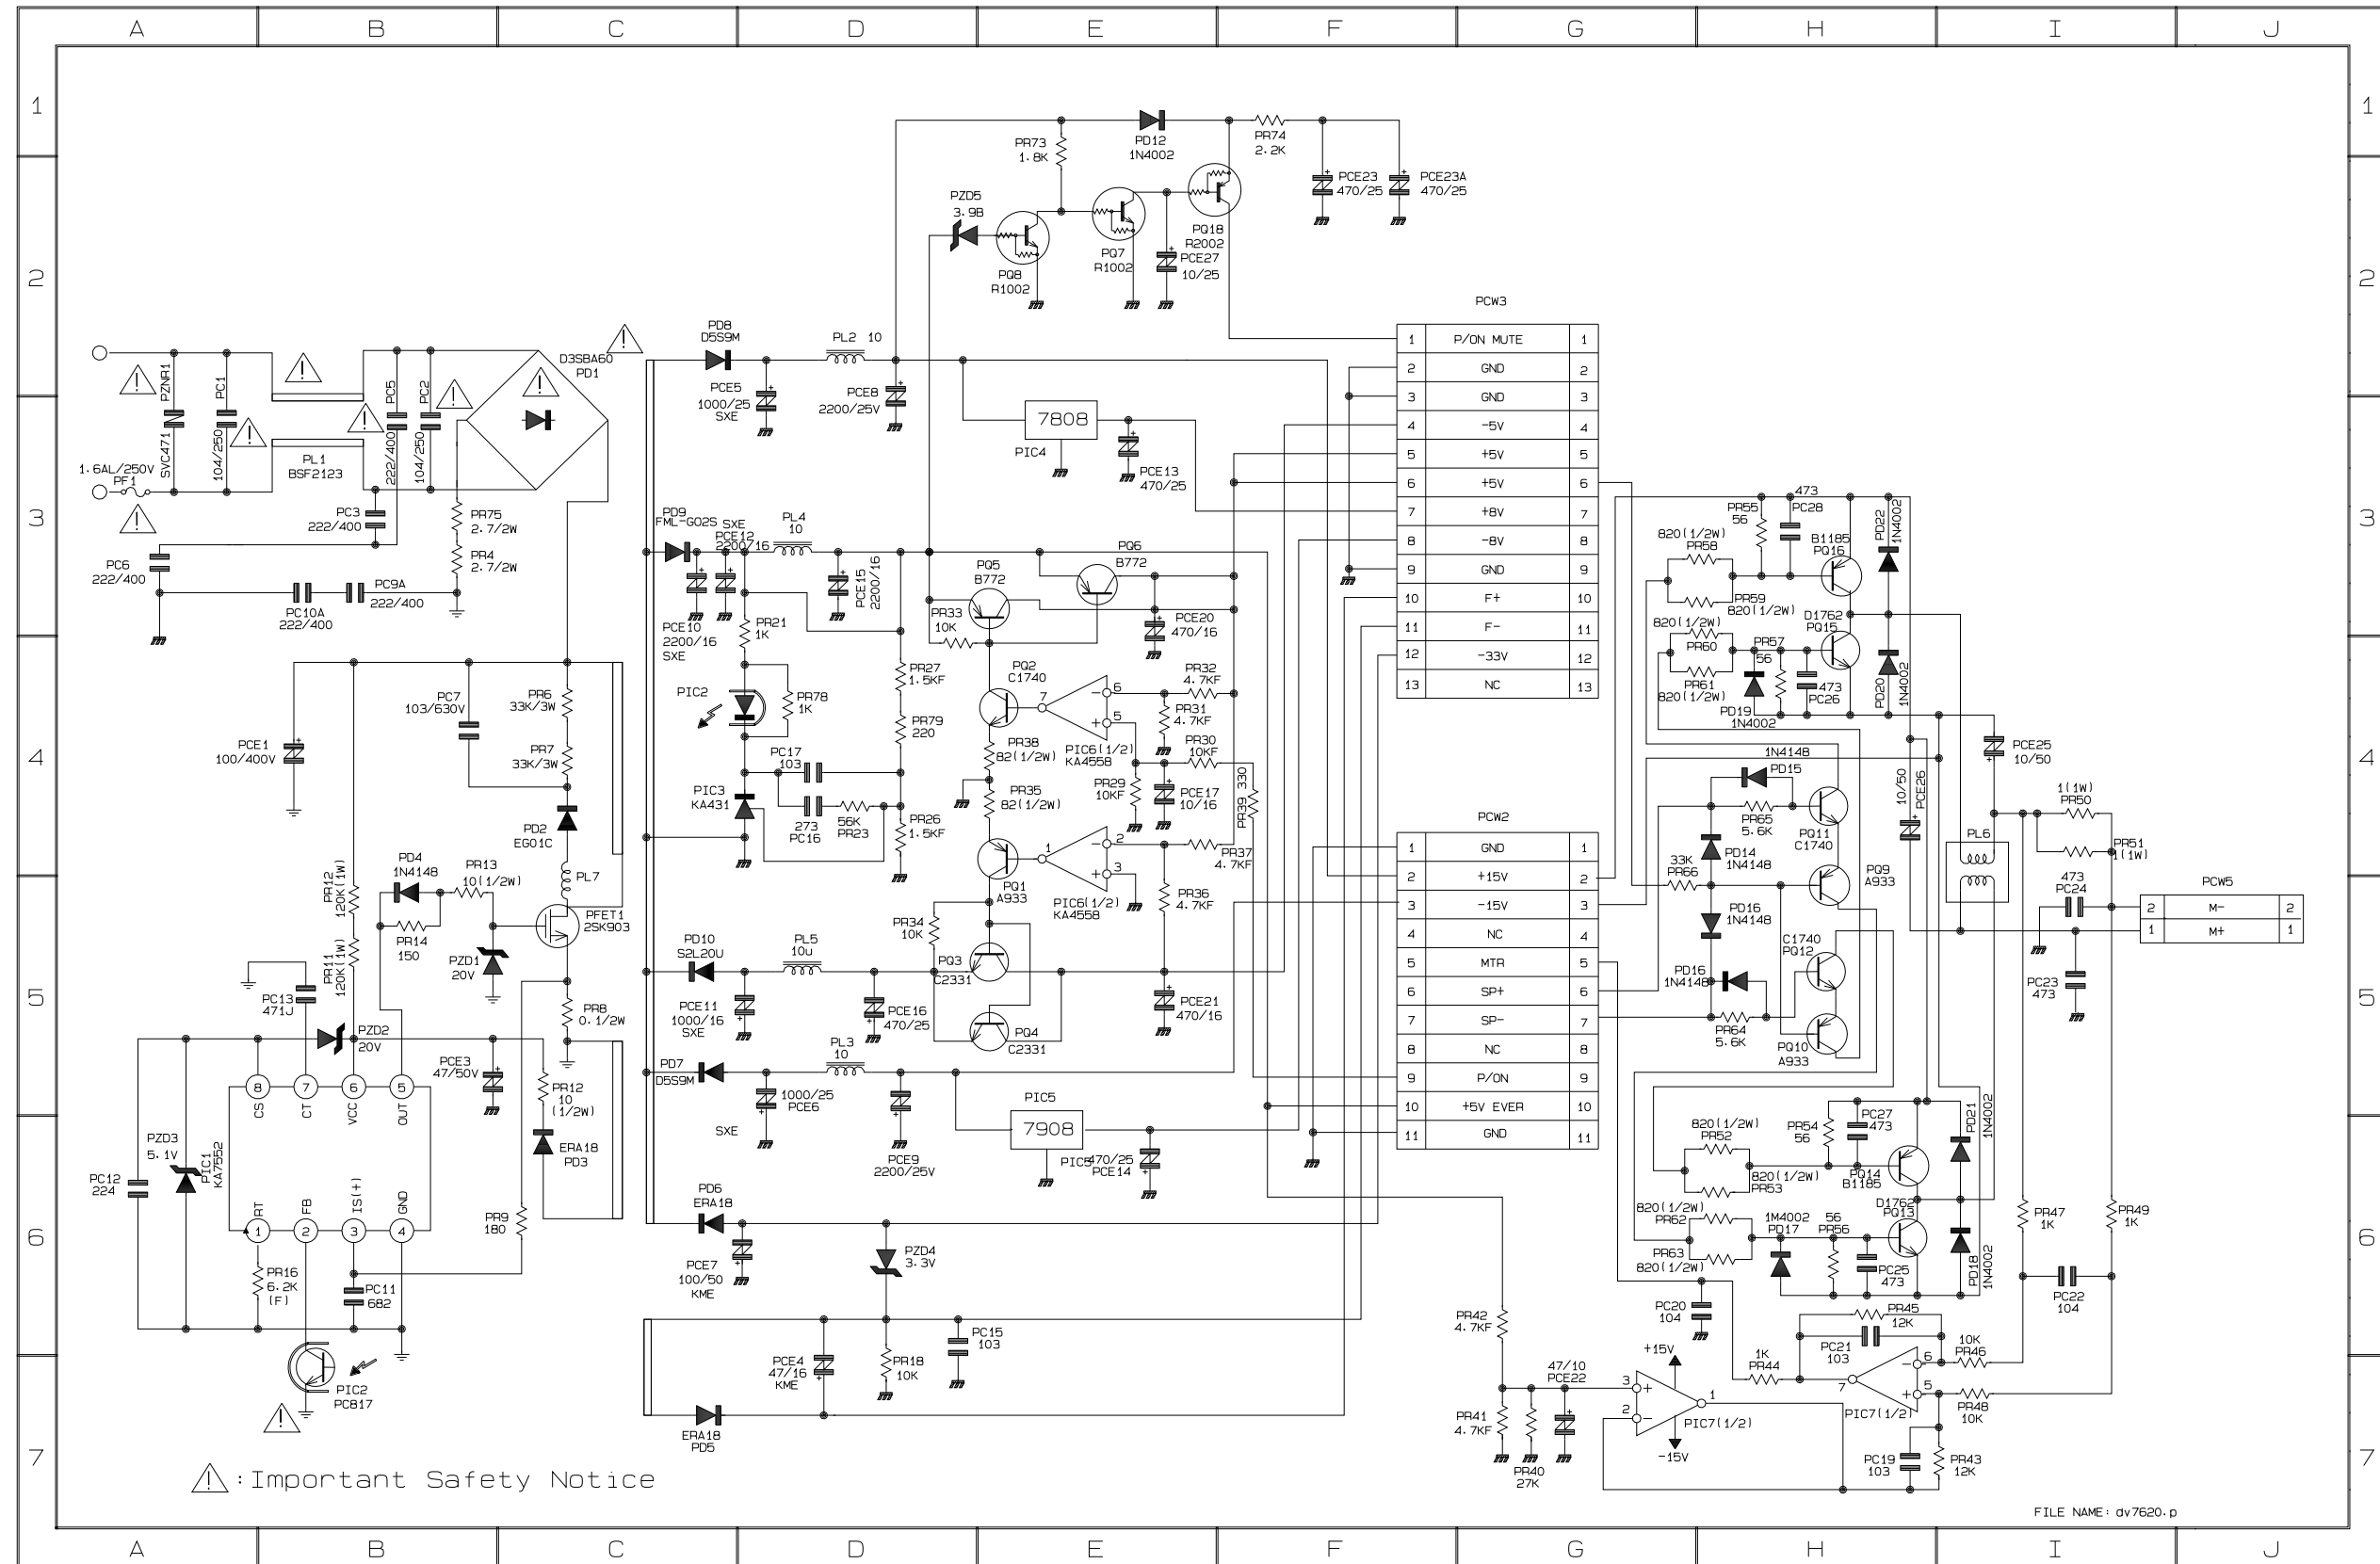 A B C D E F G H I J
1 1
2 2
3 3
4 4
5 5
6 6
7 7
PR73
1.8K
PD12
1N4002
PR74
2.2K
PCE23
470/25
PCE23A
470/25
PZD5
3.9B
PQ8
R1002
PQ7
R1002
PQ18
R2002
PCE27
10/25
PZNR1
SVC471
PC1
104/250
1.6AL/250V
PF1
PL1
BSF2123
PC5
222/400
PC2
104/250
D3SBA60
PD1
PC3
222/400
PR75
2.7/2W
PR4
2.7/2W
PC6
222/400
PC10A
222/400
PC9A
222/400
PD8
D5S9M
PL2 10
PCE5
1000/25
SXE
PCE8
2200/25V
7808
PIC4
PCE13
470/25
PD9
FML-G02S
SXE
PCE12
2200/16
PL4
10
PCE15
2200/16
PCE10
2200/16
SXE
PR21
1K
PR33
10K
PQ5
B772
PQ6
B772
PCE20
470/16
PIC2
PR78
1K
PR27
1.5KF
PR79
220
PC17
103
PIC3
KA431
273
PC16
56K
PR23
PR26
1.5KF
PQ2
C1740
7
6
5
PIC6(1/2)
KA4558
PR38
82(1/2W)
PR35
82(1/2W)
PR32
4.7KF
PR31
4.7KF
PR30
10KF
PR29
10KF
PCE17
10/16
PR39 330
PR37
4.7KF
1
2
3
PQ1
A933
PIC6(1/2)
KA4558
PR36
4.7KF
PR34
10K
PQ3
C2331
PQ4
C2331
PCE21
470/16
PD10
S2L20U
PL5
10u
PCE11
1000/16
SXE
PCE16
470/25
PD7
D5S9M
PL3
10
1000/25
PCE6
SXE
PCE9
2200/25V
PIC5
7908
PIC5
470/25
PCE14
PD6
ERA18
PCE7
100/50
KME
PZD4
3.3V
PCE4
47/16
KME
PR18
10K
PC15
103
ERA18
PD5
PCE1
100/400V
PC7
103/630V
PR6
33K/3W
PR7
33K/3W
PD2
EG01C
PL7
PFET1
2SK903
PR12
120K(1W)
PR11
120K(1W)
PD4
1N4148
PR13
10(1/2W)
PR14
150
PZD1
20V
PR8
0.1/2W
PC13
471J
PZD2
20V
PCE3
47/50V
PR12
10
(1/2W)
ERA18
PD3
PR9
180
PC12
224
PZD3
5.1V
PIC1
KA7552
8 7 6 5
CS CT VCC OUT
RT FB IS(+) GND
1 2 3 4
PR16
6.2K
(F)
PC11
682
PIC2
PC817
PCW3
1 P/ON MUTE 1
2 GND 2
3 GND 3
4 -5V 4
5 +5V 5
6 +5V 6
7 +8V 7
8 -8V 8
9 GND 9
10 F+ 10
11 F- 11
12 -33V 12
13 NC 13
PCW2
1 GND 1
2 +15V 2
3 -15V 3
4 NC 4
5 MTR 5
6 SP+ 6
7 SP- 7
8 NC 8
9 P/ON 9
10 +5V EVER 10
11 GND 11
PR55
56
473
PC28
PD22
1N4002
820(1/2W)
PR58
B1185
PQ16
PR59
820(1/2W)
D1762
PQ15
820(1/2W)
PR60
PR57
56
PR61
820(1/2W)
PD19
1N4002
473
PC26
PD20
1N4002
1N4148
PD15
PR65
5.6K
PQ11
C1740
10/50
PCE26
PCE25
10/50
1(1W)
PR50
PR51
1(1W)
PL6
PD14
1N4148
33K
PR66
PQ9
A933
PD16
1N4148
C1740
PQ12
PD16
1N4148
PR64
5.6K
PQ10
A933
473
PC24
PC23
473
PCW5
2 M- 2
1 M+ 1
820(1/2W)
PR52
PR54
56
PC27
473
PD21
1N4002
820(1/2W)
PR53
PQ14
B1185
D1762
PQ13
820(1/2W)
PR62
1M4002
PD17
56
PR56
PR63
820(1/2W)
PC25
473
PD18
1N4002
PR47
1K
PR49
1K
PC22
104
PC20
104
PR45
12K
PC21
103
1K
PR44
10K
PR46
6
5
7
PIC7(1/2)
PR48
10K
PC19
103
PR43
12K
PR42
4.7KF
PR41
4.7KF
PR40
27K
47/10
PCE22
+15V
3
2
1
PIC7(1/2)
-15V
! : Important Safety Notice
FILE NAME: dv7620.p
A B C D E F G H I J